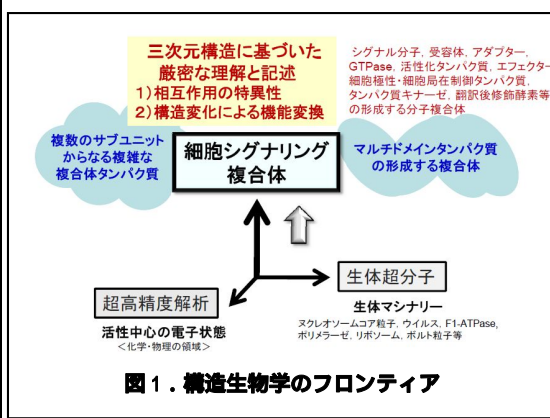 三次元構造に基づいた
厳密な理解と記述
1)相互作用の特異性
2)構造変化による機能変換
シグナル分子, 受容体, アダプター,
GTPase, 活性化タンパク質, エフェクター
細胞極性・細胞局在制御タンパク質,
タンパク質キナーゼ, 翻訳後修飾酵素等
の形成する分子複合体
複数のサブユニット
からなる複雑な
複合体タンパク質
細胞シグナリング
複合体
マルチドメインタンパク質
の形成する複合体
超高精度解析
活性中心の電子状態
<化学・物理の領域>
生体超分子
生体マシナリー
ヌクレオソームコア粒子, ウイルス, F1-ATPase,
ポリメラーゼ, リボソーム, ボルト粒子等
図1.構造生物学のフロンティア